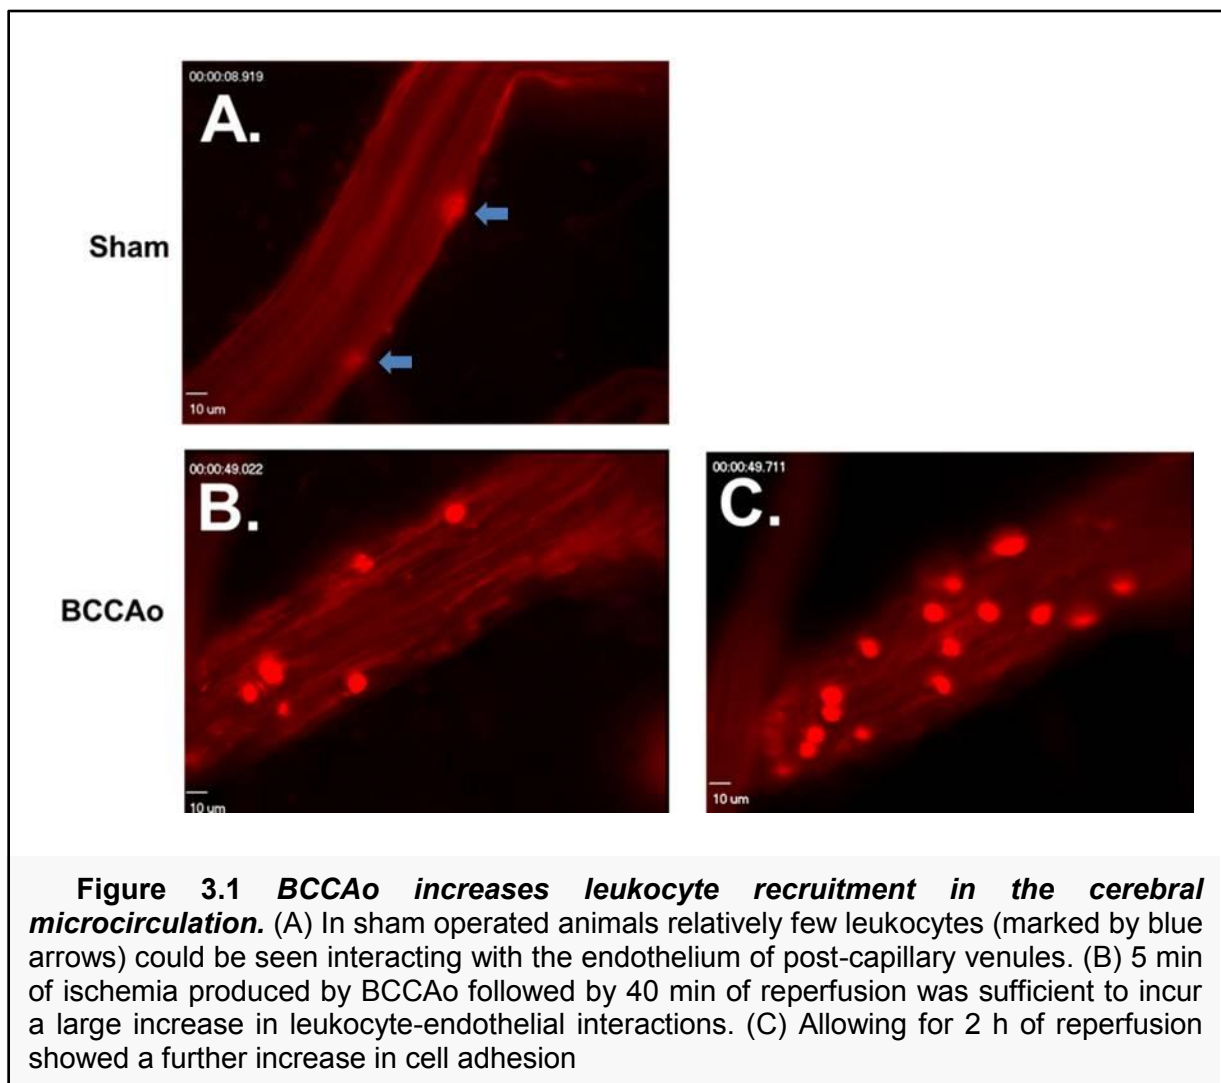 00:00:08.919
A.
Sham
10 um
00:00:49.022
B.
00:00:49.711
C.
BCCAo
10 um
10 um
Figure 3.1 BCCAo increases leukocyte recruitment in the cerebral
microcirculation. (A) In sham operated animals relatively few leukocytes (marked by blue
arrows) could be seen interacting with the endothelium of post-capillary venules. (B) 5 min
of ischemia produced by BCCAo followed by 40 min of reperfusion was sufficient to incur
a large increase in leukocyte-endothelial interactions. (C) Allowing for 2 h of reperfusion
showed a further increase in cell adhesion